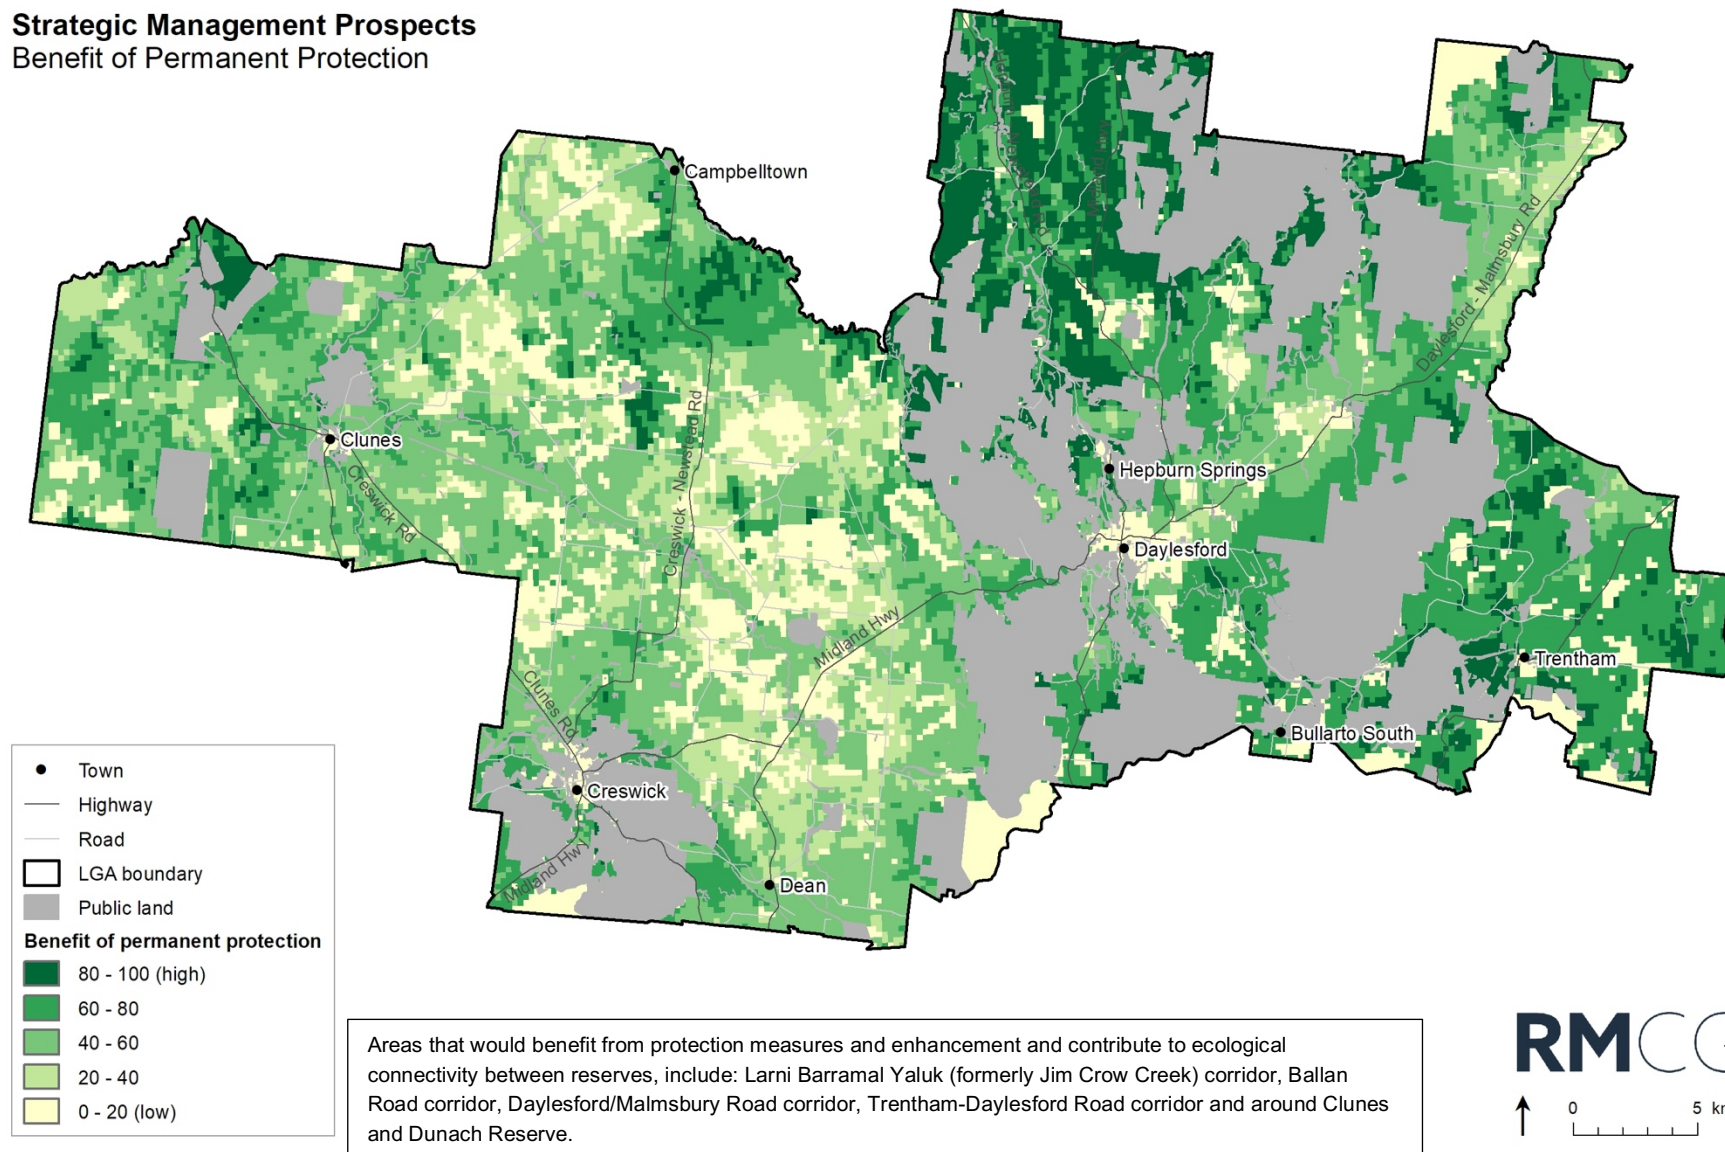 Strategic Management Prospects
Benefit of Permanent Protection
Campbelltown
Midland Hwy
Daylesford - Malmsbury Rd
Clunes
Creswick Rd
Creswick - Newstead Rd
Hepburn Springs
Daylesford
Midland Hwy
Trentham
Clunes Rd
Bullarto South
Creswick
Midland Hwy
Dean
Town
Highway
Road
LGA boundary
Public land
Benefit of permanent protection
80 - 100 (high)
60 - 80
40 - 60
20 - 40
0 - 20 (low)
Areas that would benefit from protection measures and enhancement and contribute to ecological
connectivity between reserves, include: Larni Barramal Yaluk (formerly Jim Crow Creek) corridor, Ballan
Road corridor, Daylesford/Malmsbury Road corridor, Trentham-Daylesford Road corridor and around Clunes
and Dunach Reserve.
RMCG
0 5 km